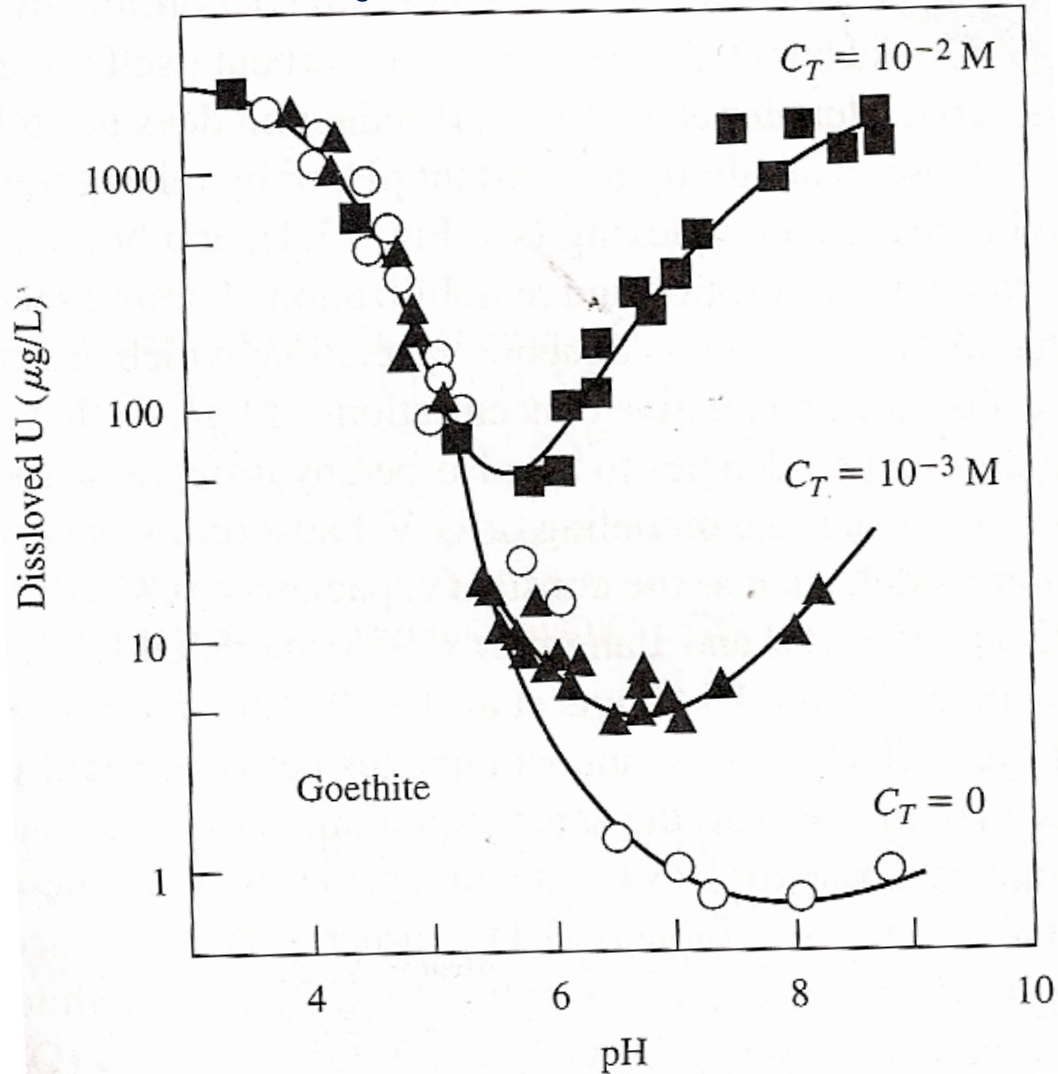 C_T = 10⁻² M
1000
Dissloved U (µg/L)
100
C_T = 10⁻³ M
10
Goethite
C_T = 0
1
4 6 8 10
pH